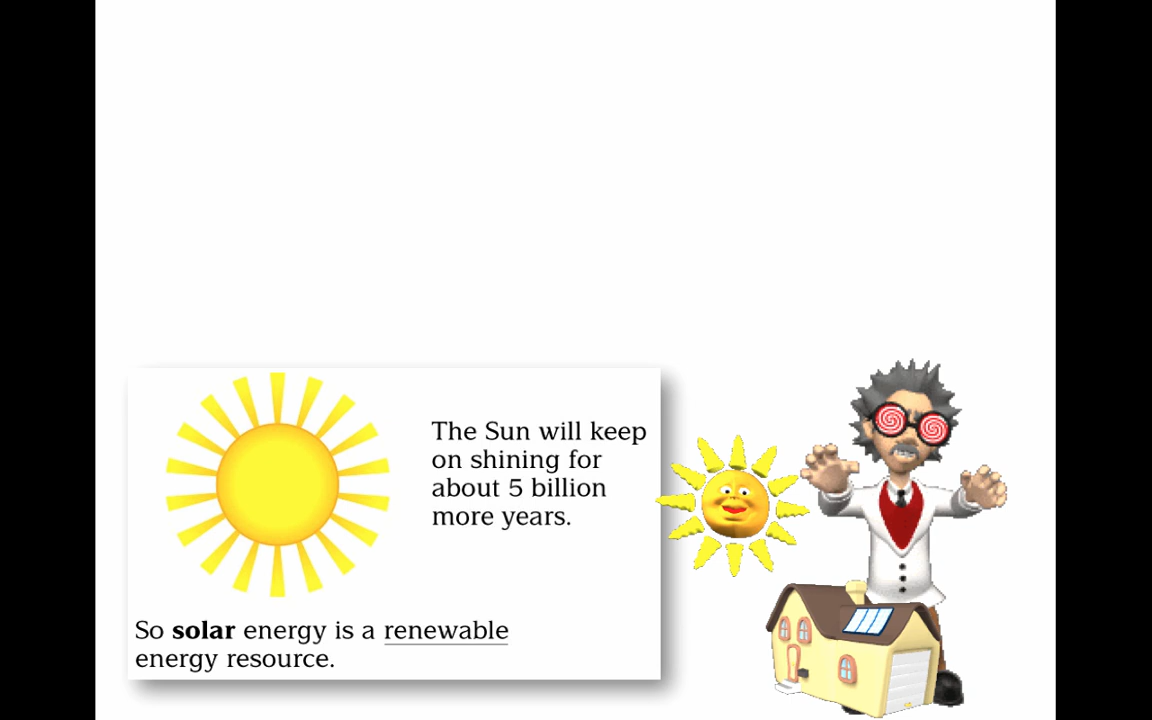 The Sun will keep
on shining for
about 5 billion
more years.
So solar energy is a renewable
energy resource.